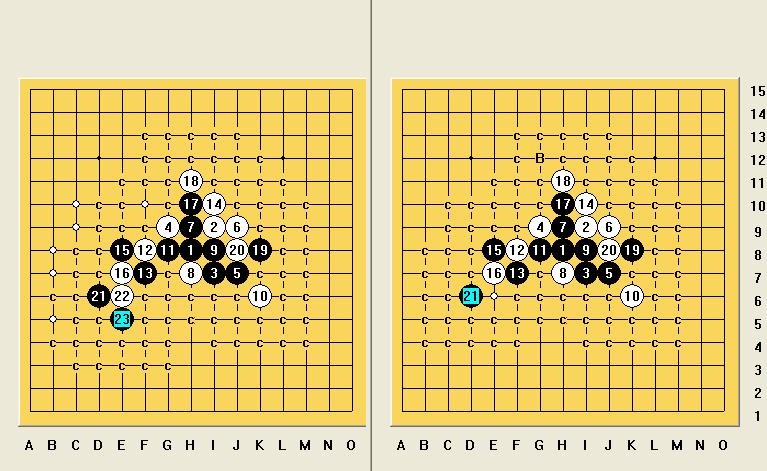 15
14
c c c c c c c c c c 13
c c c c c c c B c c c c 12
c c c 18 c c c c c c c 18 c c c c 11
c c c 17 14 c c c c c c c c c 17 14 c c c c 10
c c c 4 7 2 6 c c c c c c c 4 7 2 6 c c c 9
c c 15 12 11 1 9 20 19 c c c c c 15 12 11 1 9 20 19 c c 8
c c 16 13 c 8 3 5 c c c c c c 16 13 c 8 3 5 c c c 7
c c 21 22 c c c c c 10 c c c c 21 c c c c c 10 c c 6
c c 23 c c c c c c c c c c c c c c c c c c c c c 5
c c c c c c c c c c c c c c c c c c c c c 4
c c c c c 3
2
1
A B C D E F G H I J K L M N O A B C D E F G H I J K L M N O